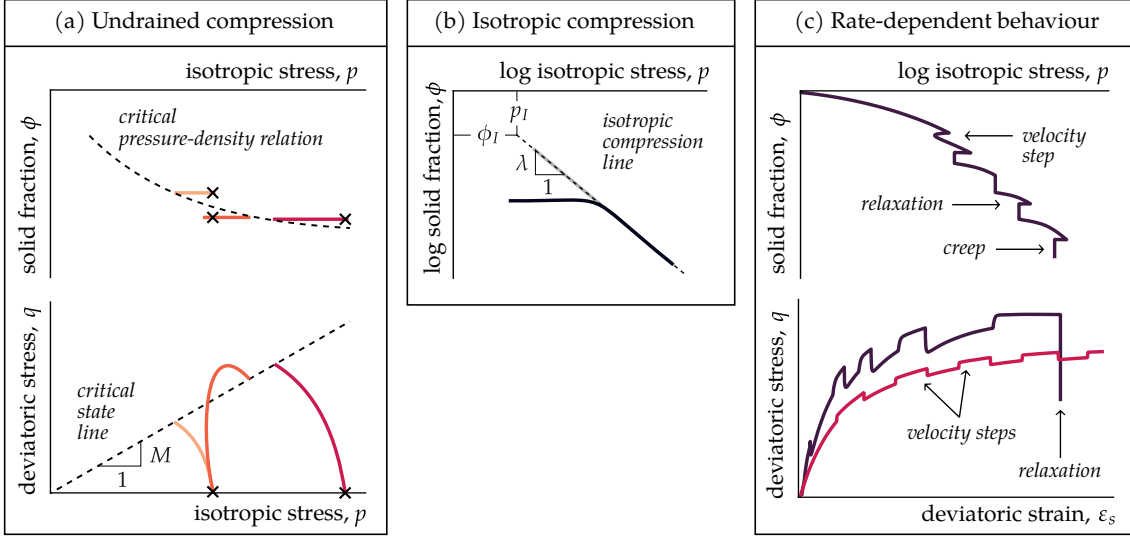 (a) Undrained compression
isotropic stress, p
solid fraction, ϕ
critical
pressure-density relation
deviatoric stress, q
critical
state
line
M
1
isotropic stress, p
(b) Isotropic compression
log isotropic stress, p
log solid fraction, ϕ
p_I
ϕ_I
isotropic
compression
line
λ
1
(c) Rate-dependent behaviour
log isotropic stress, p
solid fraction, ϕ
velocity
step
relaxation
creep
deviatoric stress, q
velocity steps
relaxation
deviatoric strain, ε_s